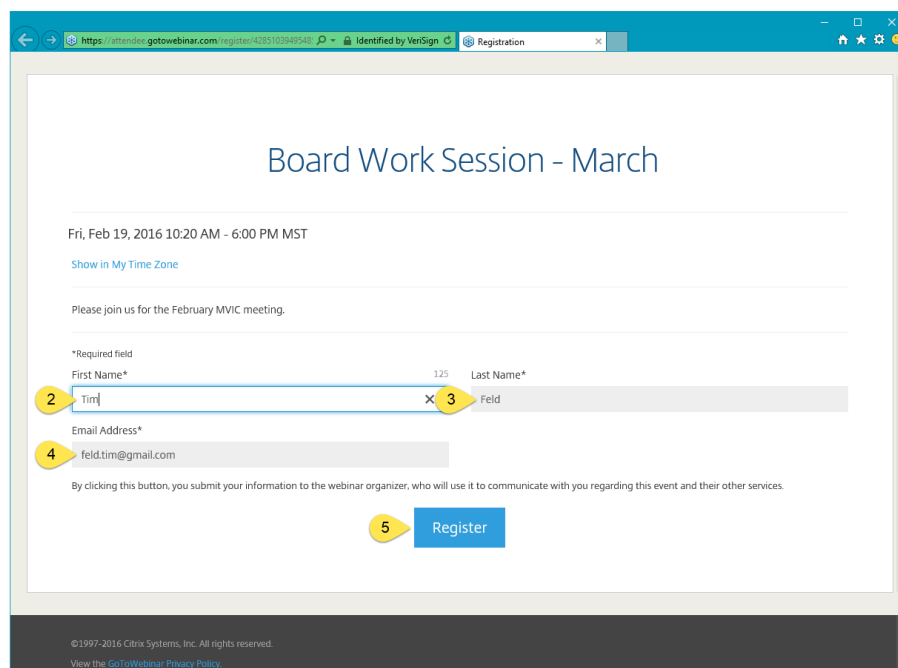 https://attendee.gotowebinar.com/register/42851039495489 Identified by VeriSign Registration
Board Work Session - March
Fri, Feb 19, 2016 10:20 AM - 6:00 PM MST
Show in My Time Zone
Please join us for the February MVIC meeting.
*Required field
First Name* 125 Last Name*
2 Tim 3 Feld
Email Address*
4 feld.tim@gmail.com
By clicking this button, you submit your information to the webinar organizer, who will use it to communicate with you regarding this event and their other services.
5 Register
©1997-2016 Citrix Systems, Inc. All rights reserved.
View the GoToWebinar Privacy Policy.